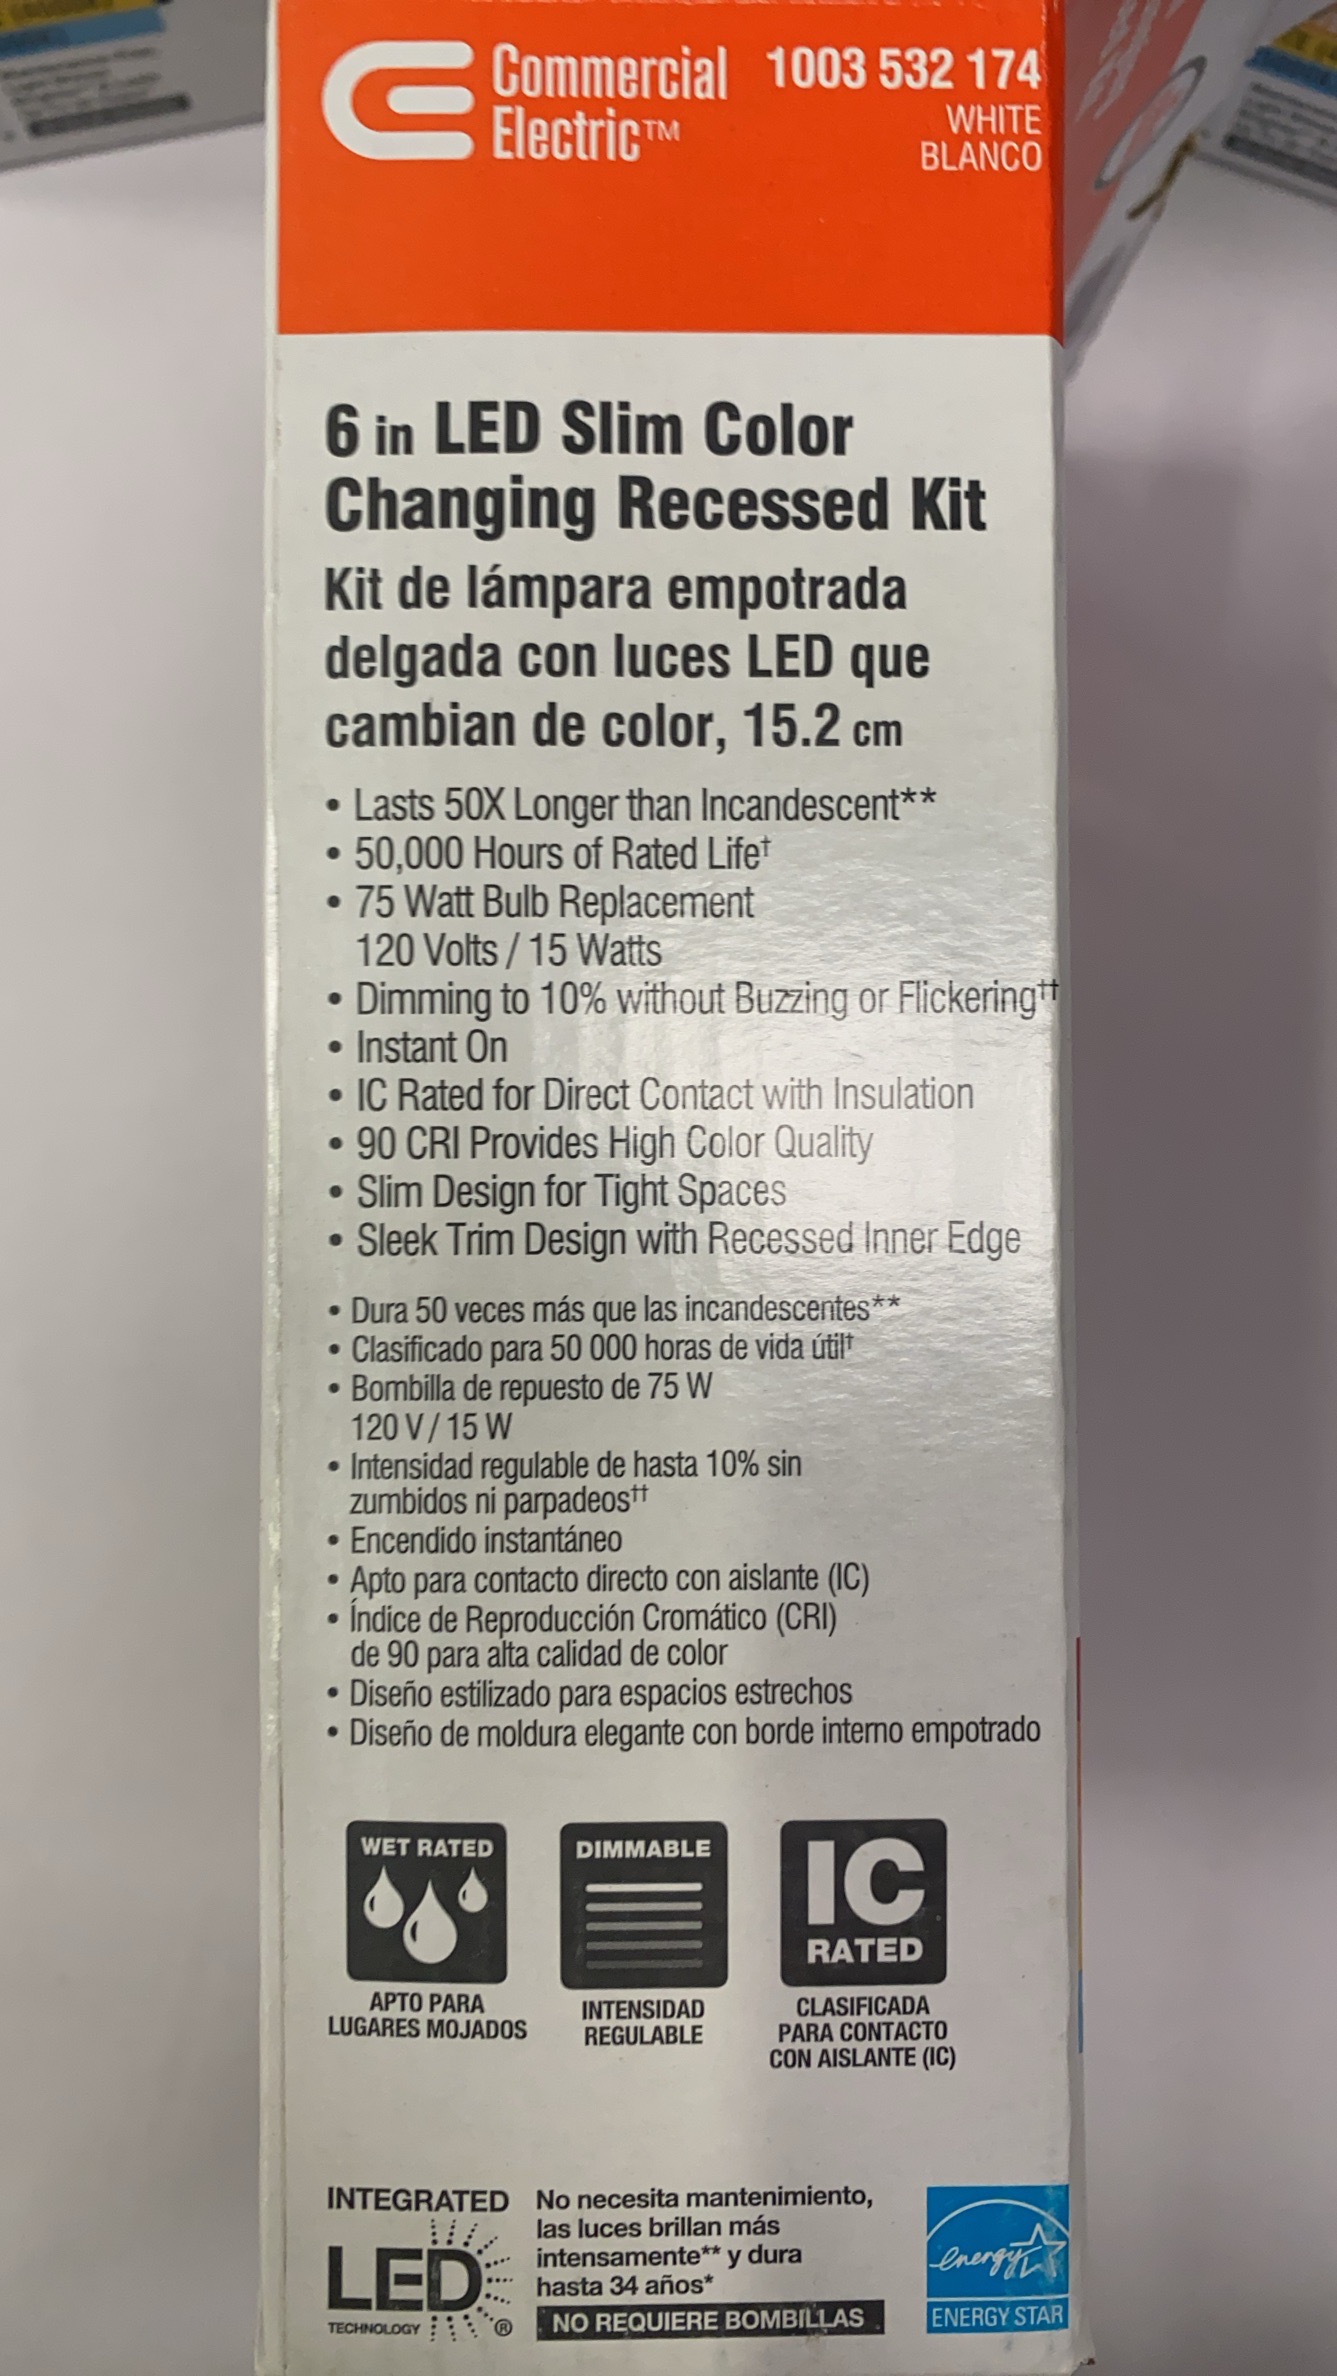 Commercial
Electric™
1003 532 174
WHITE
BLANCO
6 in LED Slim Color
Changing Recessed Kit
Kit de lámpara empotrada
delgada con luces LED que
cambian de color, 15.2 cm
• Lasts 50X Longer than Incandescent**
• 50,000 Hours of Rated Life†
• 75 Watt Bulb Replacement
120 Volts / 15 Watts
• Dimming to 10% without Buzzing or Flickering††
• Instant On
• IC Rated for Direct Contact with Insulation
• 90 CRI Provides High Color Quality
• Slim Design for Tight Spaces
• Sleek Trim Design with Recessed Inner Edge
• Dura 50 veces más que las incandescentes**
• Clasificado para 50 000 horas de vida útil†
• Bombilla de repuesto de 75 W
120 V / 15 W
• Intensidad regulable de hasta 10% sin
zumbidos ni parpadeos††
• Encendido instantáneo
• Apto para contacto directo con aislante (IC)
• Índice de Reproducción Cromático (CRI)
de 90 para alta calidad de color
• Diseño estilizado para espacios estrechos
• Diseño de moldura elegante con borde interno empotrado
WET RATED
APTO PARA
LUGARES MOJADOS
DIMMABLE
INTENSIDAD
REGULABLE
IC
RATED
CLASIFICADA
PARA CONTACTO
CON AISLANTE (IC)
INTEGRATED
LED
TECHNOLOGY ®
No necesita mantenimiento,
las luces brillan más
intensamente** y dura
hasta 34 años*
NO REQUIERE BOMBILLAS
energy
ENERGY STAR